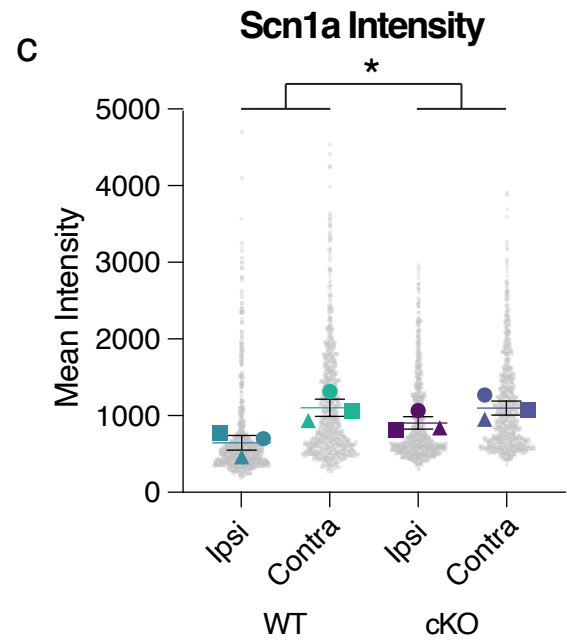 c
Scn1a Intensity
*
Mean Intensity
5000
4000
3000
2000
1000
0
Ipsi
Contra
Ipsi
Contra
WT
cKO